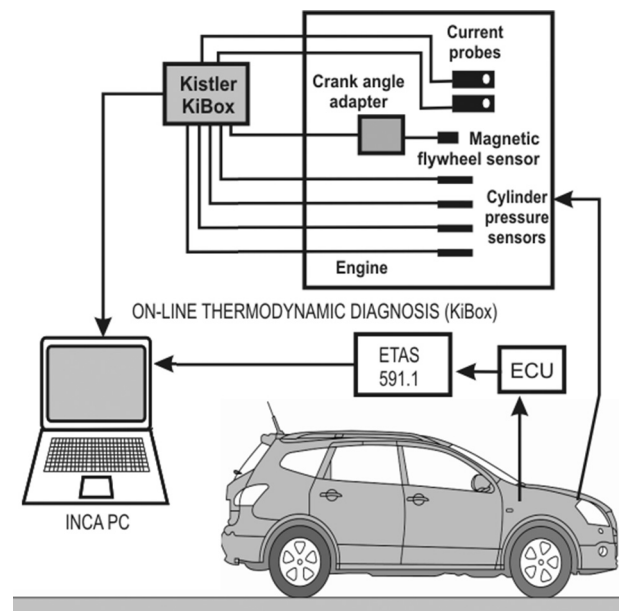 Current
probes
Kistler
KiBox
Crank angle
adapter
Magnetic
flywheel sensor
Cylinder
pressure
sensors
Engine
ON-LINE THERMODYNAMIC DIAGNOSIS (KiBox)
ETAS
591.1
ECU
INCA PC